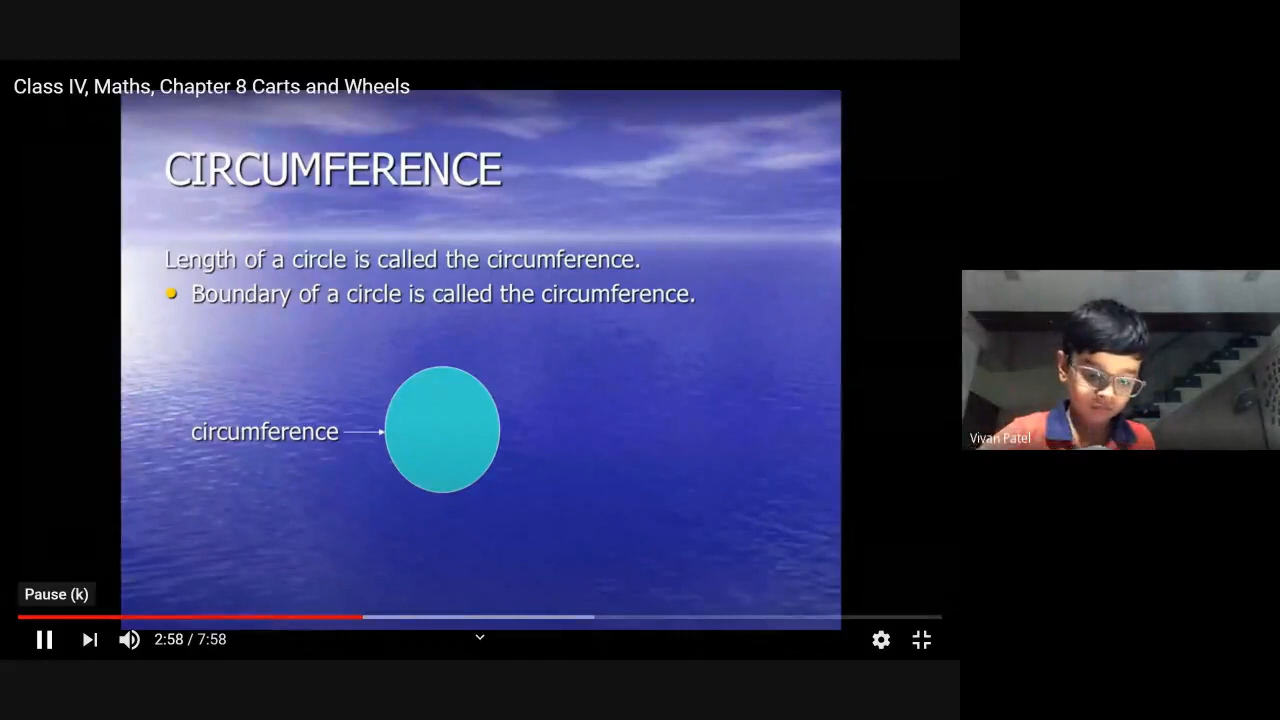 Class IV, Maths, Chapter 8 Carts and Wheels
CIRCUMFERENCE
Length of a circle is called the circumference.
Boundary of a circle is called the circumference.
circumference
Vivan Patel
Pause (k)
2:58 / 7:58